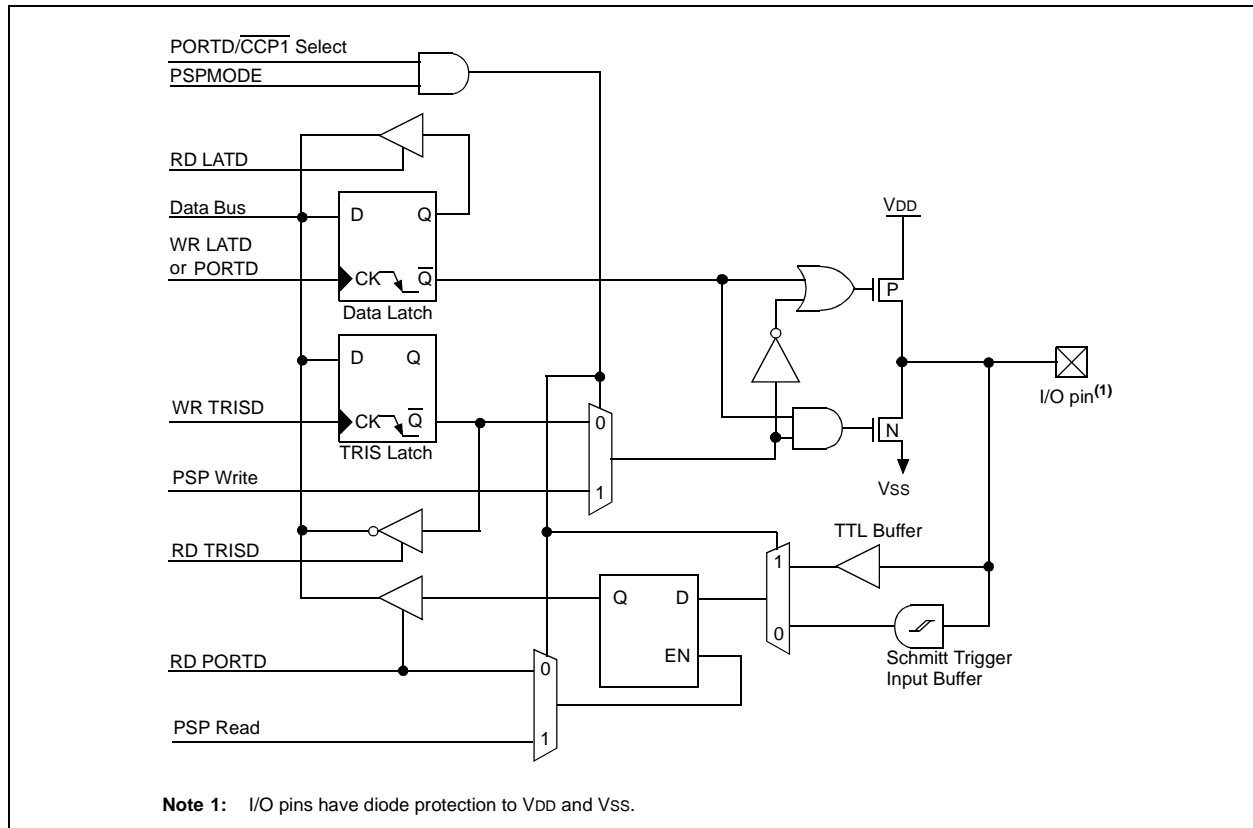 PORTD/CCP1 Select
PSPMODE
RD LATD
Data Bus
D Q
VDD
WR LATD
or PORTD
CK Q
P
Data Latch
D Q
I/O pin(1)
WR TRISD
CK Q
0
N
TRIS Latch
VSS
PSP Write
1
TTL Buffer
RD TRISD
1
Q D
0
EN
RD PORTD
0
Schmitt Trigger
Input Buffer
PSP Read
1
Note 1: I/O pins have diode protection to VDD and VSS.